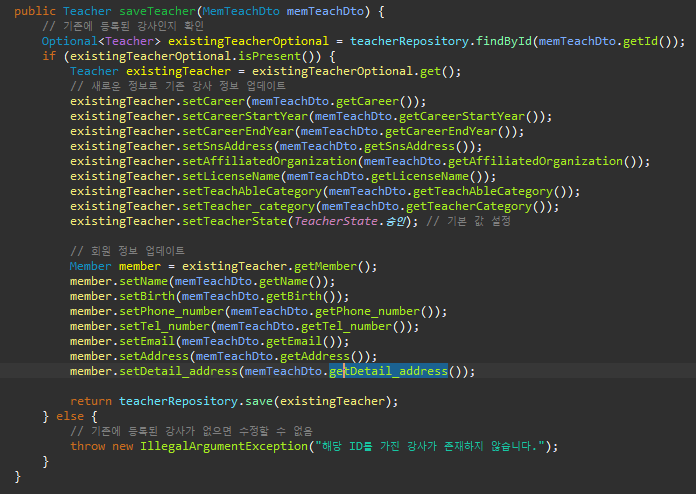 public Teacher saveTeacher(MemTeachDto memTeachDto) {
// 기존에 등록된 강사인지 확인
Optional<Teacher> existingTeacherOptional = teacherRepository.findById(memTeachDto.getId());
if (existingTeacherOptional.isPresent()) {
Teacher existingTeacher = existingTeacherOptional.get();
// 새로운 정보로 기존 강사 정보 업데이트
existingTeacher.setCareer(memTeachDto.getCareer());
existingTeacher.setCareerStartYear(memTeachDto.getCareerStartYear());
existingTeacher.setCareerEndYear(memTeachDto.getCareerEndYear());
existingTeacher.setSnsAddress(memTeachDto.getSnsAddress());
existingTeacher.setAffiliatedOrganization(memTeachDto.getAffiliatedOrganization());
existingTeacher.setLicenseName(memTeachDto.getLicenseName());
existingTeacher.setTeachAbleCategory(memTeachDto.getTeachAbleCategory());
existingTeacher.setTeacher_category(memTeachDto.getTeacherCategory());
existingTeacher.setTeacherState(TeacherState.승인); // 기본 값 설정
// 회원 정보 업데이트
Member member = existingTeacher.getMember();
member.setName(memTeachDto.getName());
member.setBirth(memTeachDto.getBirth());
member.setPhone_number(memTeachDto.getPhone_number());
member.setTel_number(memTeachDto.getTel_number());
member.setEmail(memTeachDto.getEmail());
member.setAddress(memTeachDto.getAddress());
member.setDetail_address(memTeachDto.getDetail_address());
return teacherRepository.save(existingTeacher);
} else {
// 기존에 등록된 강사가 없으면 수정할 수 없음
throw new IllegalArgumentException("해당 ID를 가진 강사가 존재하지 않습니다.");
}
}